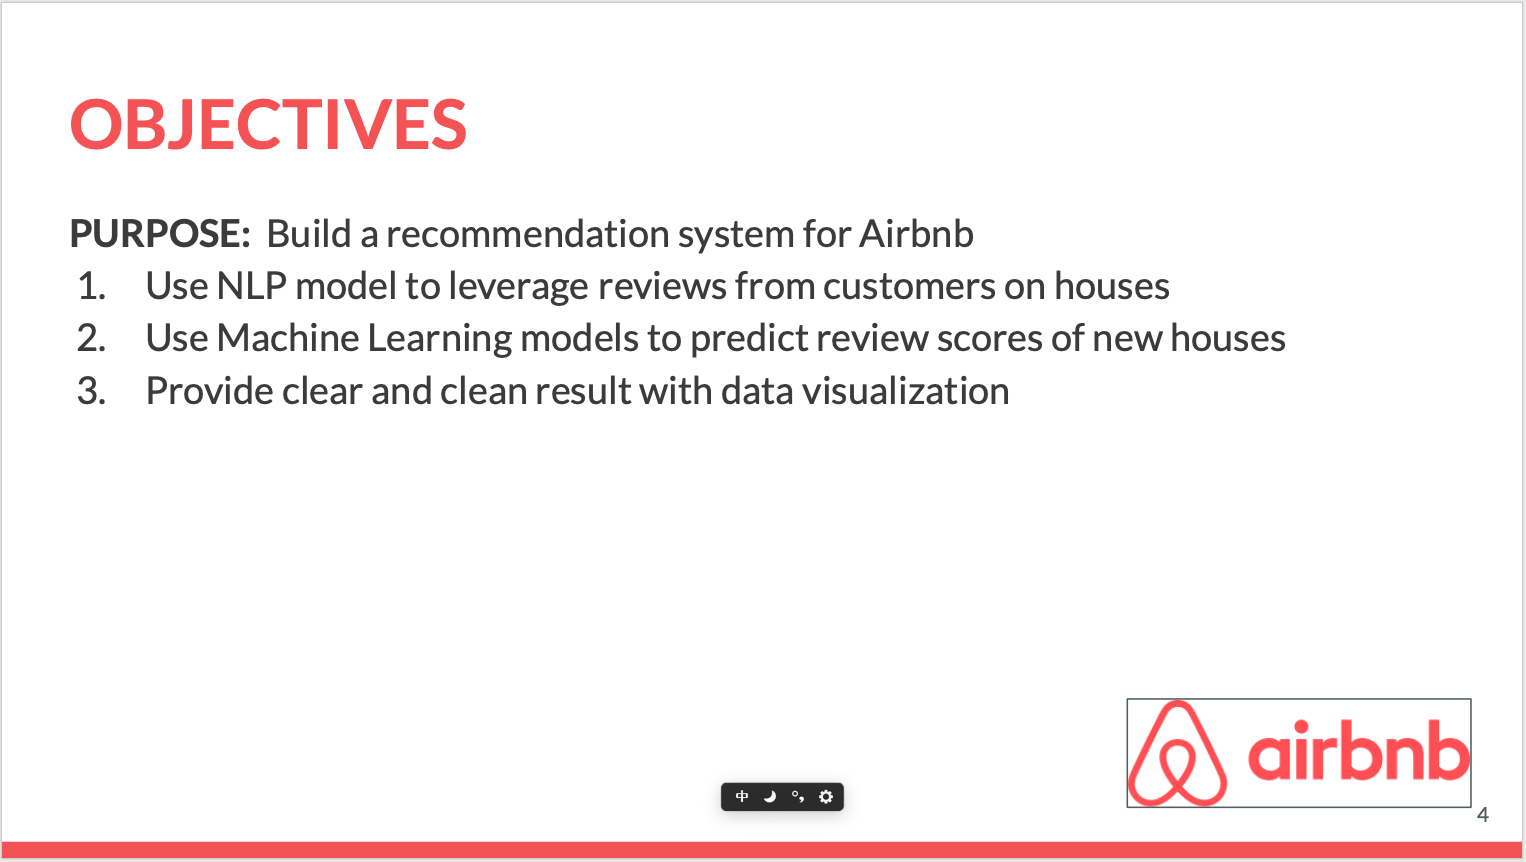 OBJECTIVES
PURPOSE: Build a recommendation system for Airbnb
1. Use NLP model to leverage reviews from customers on houses
2. Use Machine Learning models to predict review scores of new houses
3. Provide clear and clean result with data visualization
airbnb
中
4